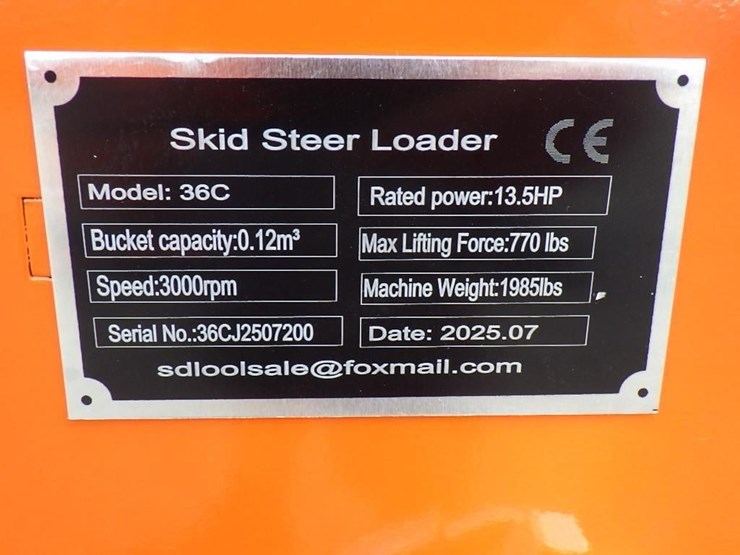 Skid Steer Loader CE
Model: 36C
Rated power:13.5HP
Bucket capacity:0.12m³
Max Lifting Force:770 lbs
Speed:3000rpm
Machine Weight:1985lbs
Serial No.:36CJ2507200
Date: 2025.07
sdloolsale@foxmail.com